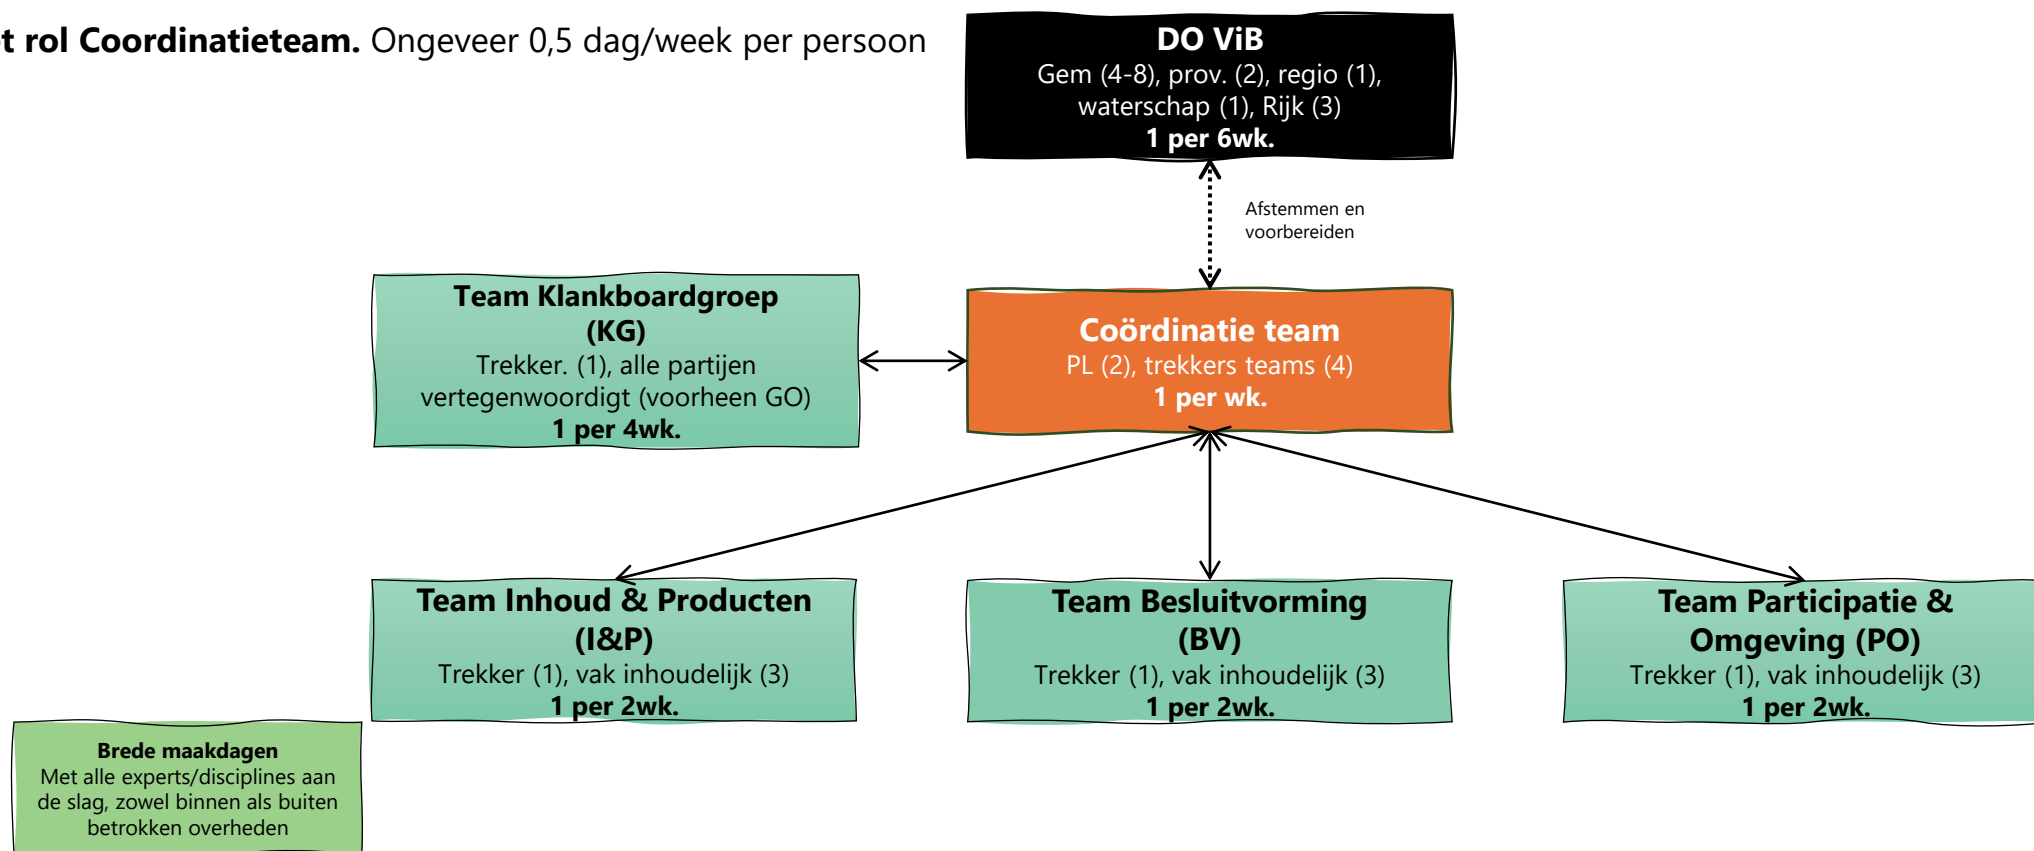 t rol Coordinatieteam. Ongeveer 0,5 dag/week per persoon
DO ViB
Gem (4-8), prov. (2), regio (1),
waterschap (1), Rijk (3)
1 per 6wk.
Afstemmen en
voorbereiden
Team Klankboardgroep
(KG)
Trekker. (1), alle partijen
vertegenwoordigt (voorheen GO)
1 per 4wk.
Coördinatie team
PL (2), trekkers teams (4)
1 per wk.
Team Inhoud & Producten
(I&P)
Trekker (1), vak inhoudelijk (3)
1 per 2wk.
Team Besluitvorming
(BV)
Trekker (1), vak inhoudelijk (3)
1 per 2wk.
Team Participatie &
Omgeving (PO)
Trekker (1), vak inhoudelijk (3)
1 per 2wk.
Brede maakdagen
Met alle experts/disciplines aan
de slag, zowel binnen als buiten
betrokken overheden